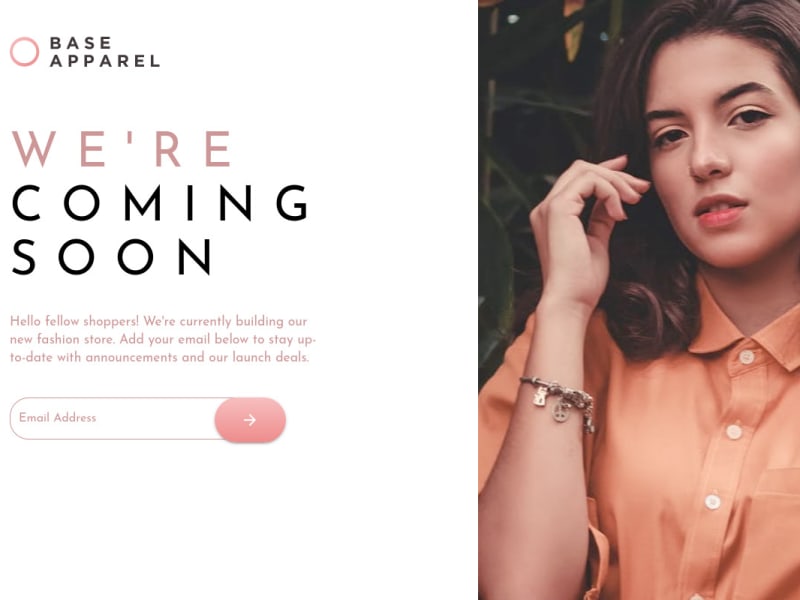 BASE
APPAREL
WE'RE
COMING
SOON
Hello fellow shoppers! We're currently building our
new fashion store. Add your email below to stay up-
to-date with announcements and our launch deals.
Email Address